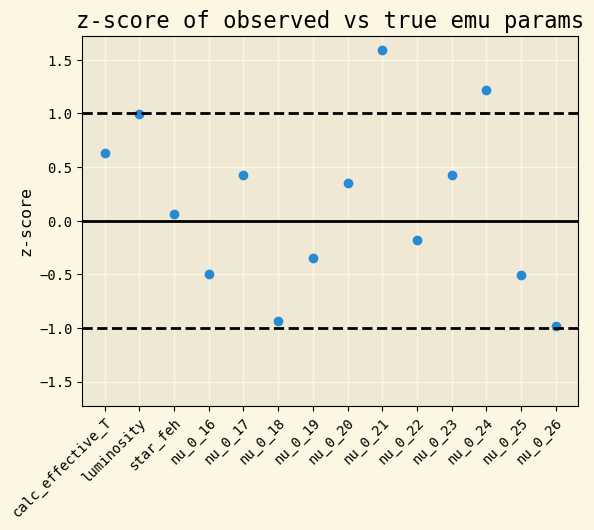 z-score of observed vs true emu params
z-score
1.5
1.0
0.5
0.0
−0.5
−1.0
−1.5
calc_effective_T
luminosity
star_feh
nu_0_16
nu_0_17
nu_0_18
nu_0_19
nu_0_20
nu_0_21
nu_0_22
nu_0_23
nu_0_24
nu_0_25
nu_0_26